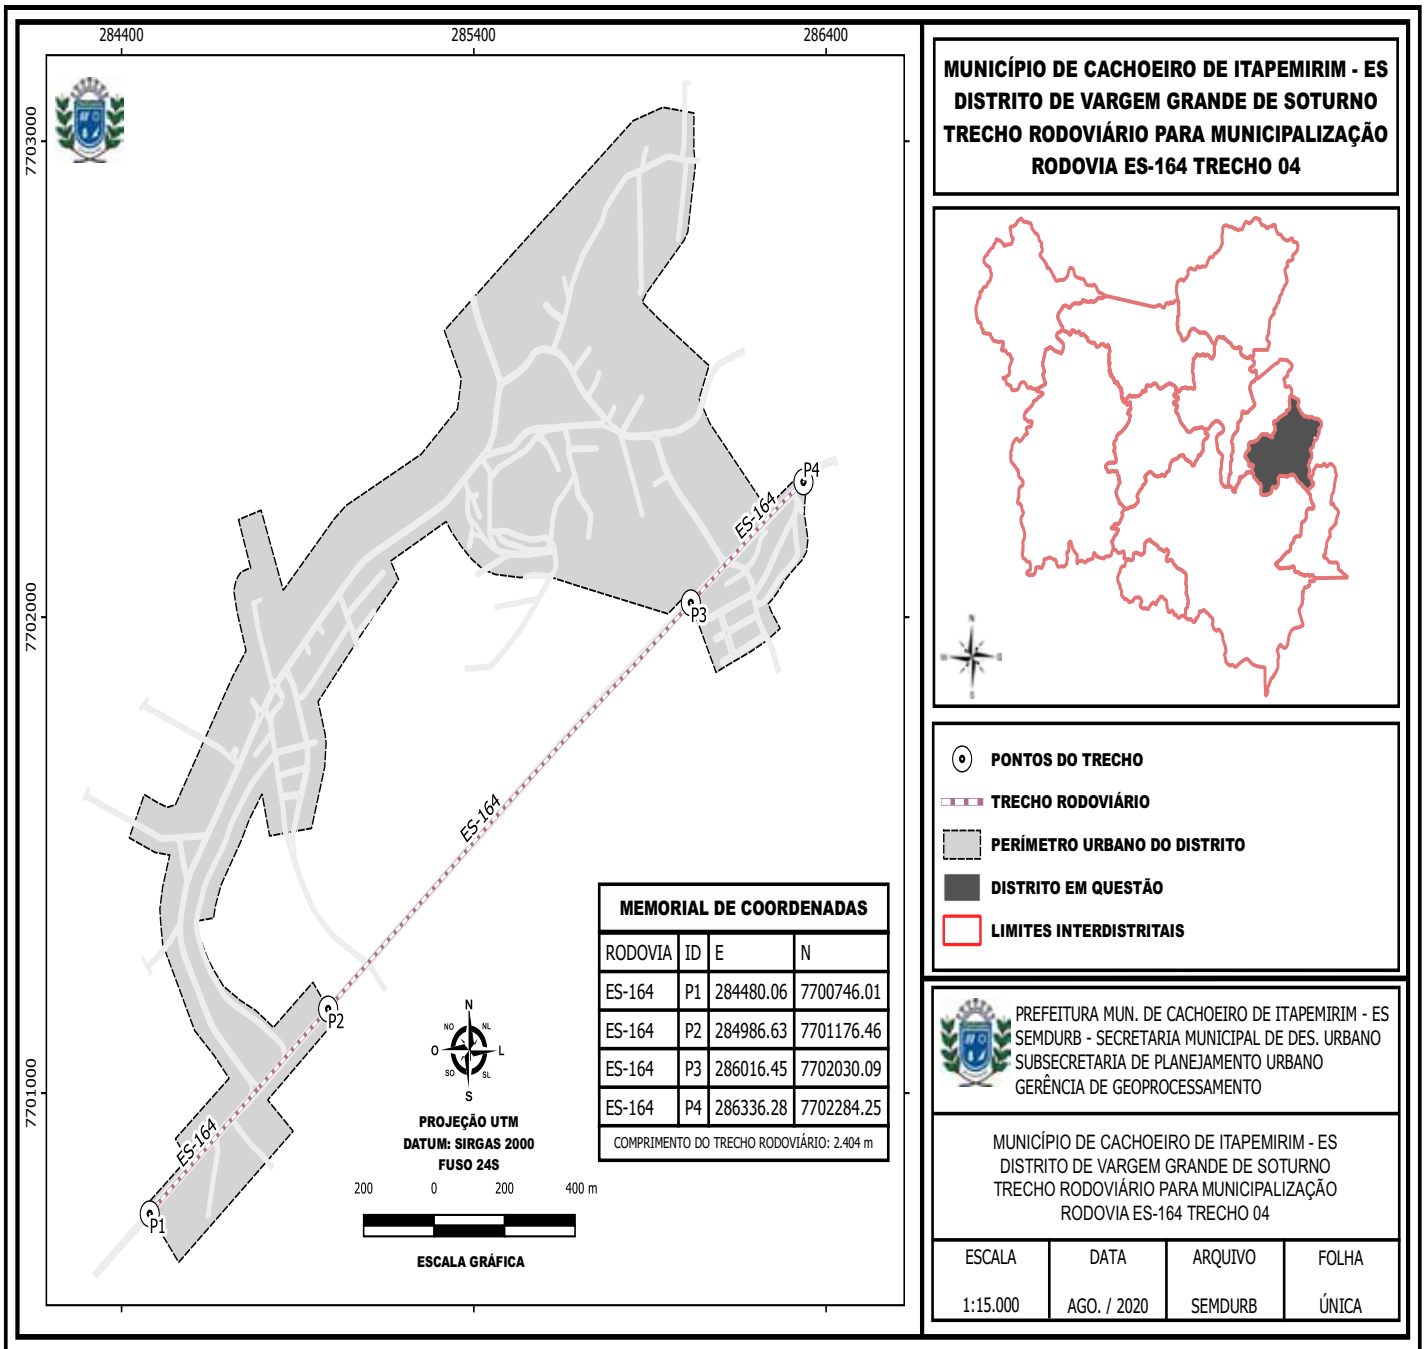 284400
285400
286400
7703000
7702000
7701000
P4
ES-164
P3
ES-164
P2
ES-164
P1
MEMORIAL DE COORDENADAS
RODOVIA ID E N
ES-164 P1 284480.06 7700746.01
ES-164 P2 284986.63 7701176.46
ES-164 P3 286016.45 7702030.09
ES-164 P4 286336.28 7702284.25
COMPRIMENTO DO TRECHO RODOVIÁRIO: 2.404 m
N
NO NL
O L
SO SL
S
PROJEÇÃO UTM
DATUM: SIRGAS 2000
FUSO 24S
200 0 200 400 m
ESCALA GRÁFICA
MUNICÍPIO DE CACHOEIRO DE ITAPEMIRIM - ES
DISTRITO DE VARGEM GRANDE DE SOTURNO
TRECHO RODOVIÁRIO PARA MUNICIPALIZAÇÃO
RODOVIA ES-164 TRECHO 04
N
S
PONTOS DO TRECHO
TRECHO RODOVIÁRIO
PERÍMETRO URBANO DO DISTRITO
DISTRITO EM QUESTÃO
LIMITES INTERDISTRITAIS
PREFEITURA MUN. DE CACHOEIRO DE ITAPEMIRIM - ES
SEMDURB - SECRETARIA MUNICIPAL DE DES. URBANO
SUBSECRETARIA DE PLANEJAMENTO URBANO
GERÊNCIA DE GEOPROCESSAMENTO
MUNICÍPIO DE CACHOEIRO DE ITAPEMIRIM - ES
DISTRITO DE VARGEM GRANDE DE SOTURNO
TRECHO RODOVIÁRIO PARA MUNICIPALIZAÇÃO
RODOVIA ES-164 TRECHO 04
ESCALA DATA ARQUIVO FOLHA
1:15.000 AGO. / 2020 SEMDURB ÚNICA